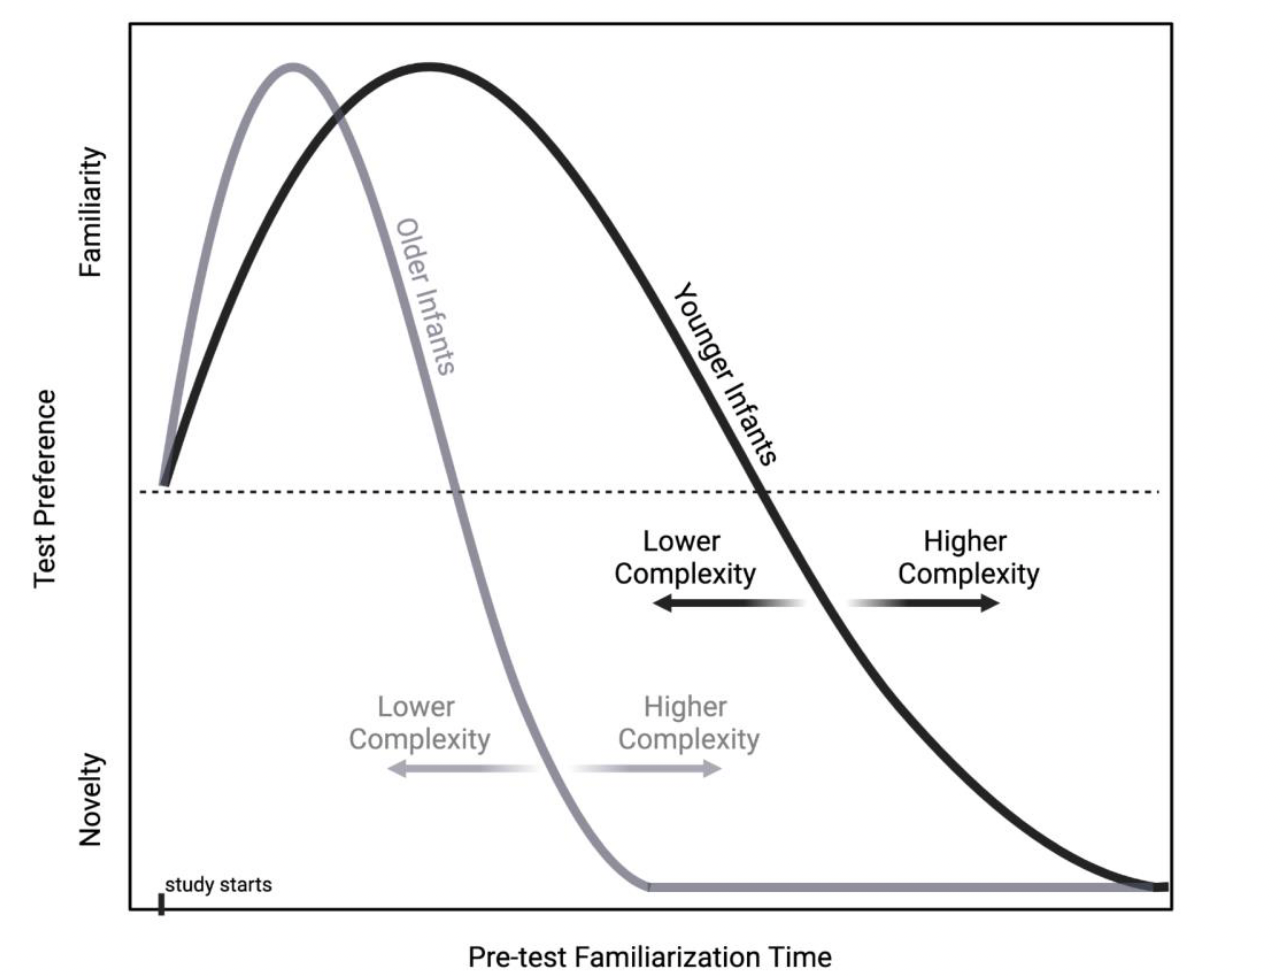 Familiarity
Older Infants
Younger Infants
Test Preference
Lower
Complexity
Higher
Complexity
Lower
Complexity
Higher
Complexity
Novelty
study starts
Pre-test Familiarization Time